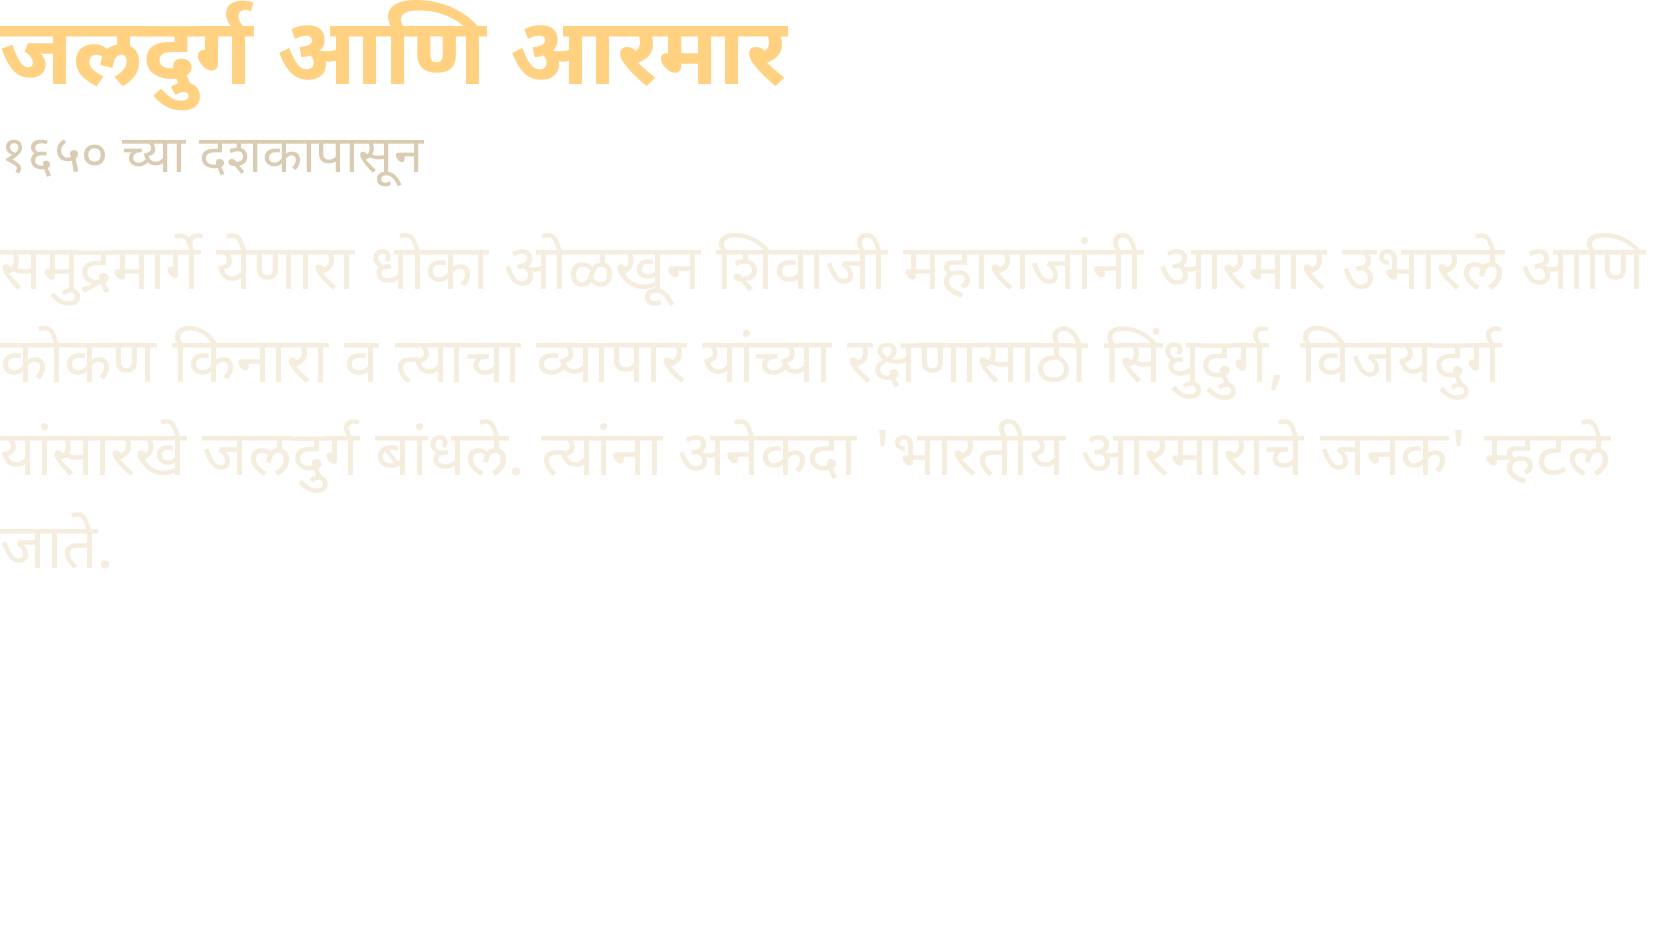 जलदुर्ग आणि आरमार
१६५० च्या दशकापासून
समुद्रमार्गे येणारा धोका ओळखून शिवाजी महाराजांनी आरमार उभारले आणि
कोकण किनारा व त्याचा व्यापार यांच्या रक्षणासाठी सिंधुदुर्ग, विजयदुर्ग
यांसारखे जलदुर्ग बांधले. त्यांना अनेकदा 'भारतीय आरमाराचे जनक' म्हटले
जाते.